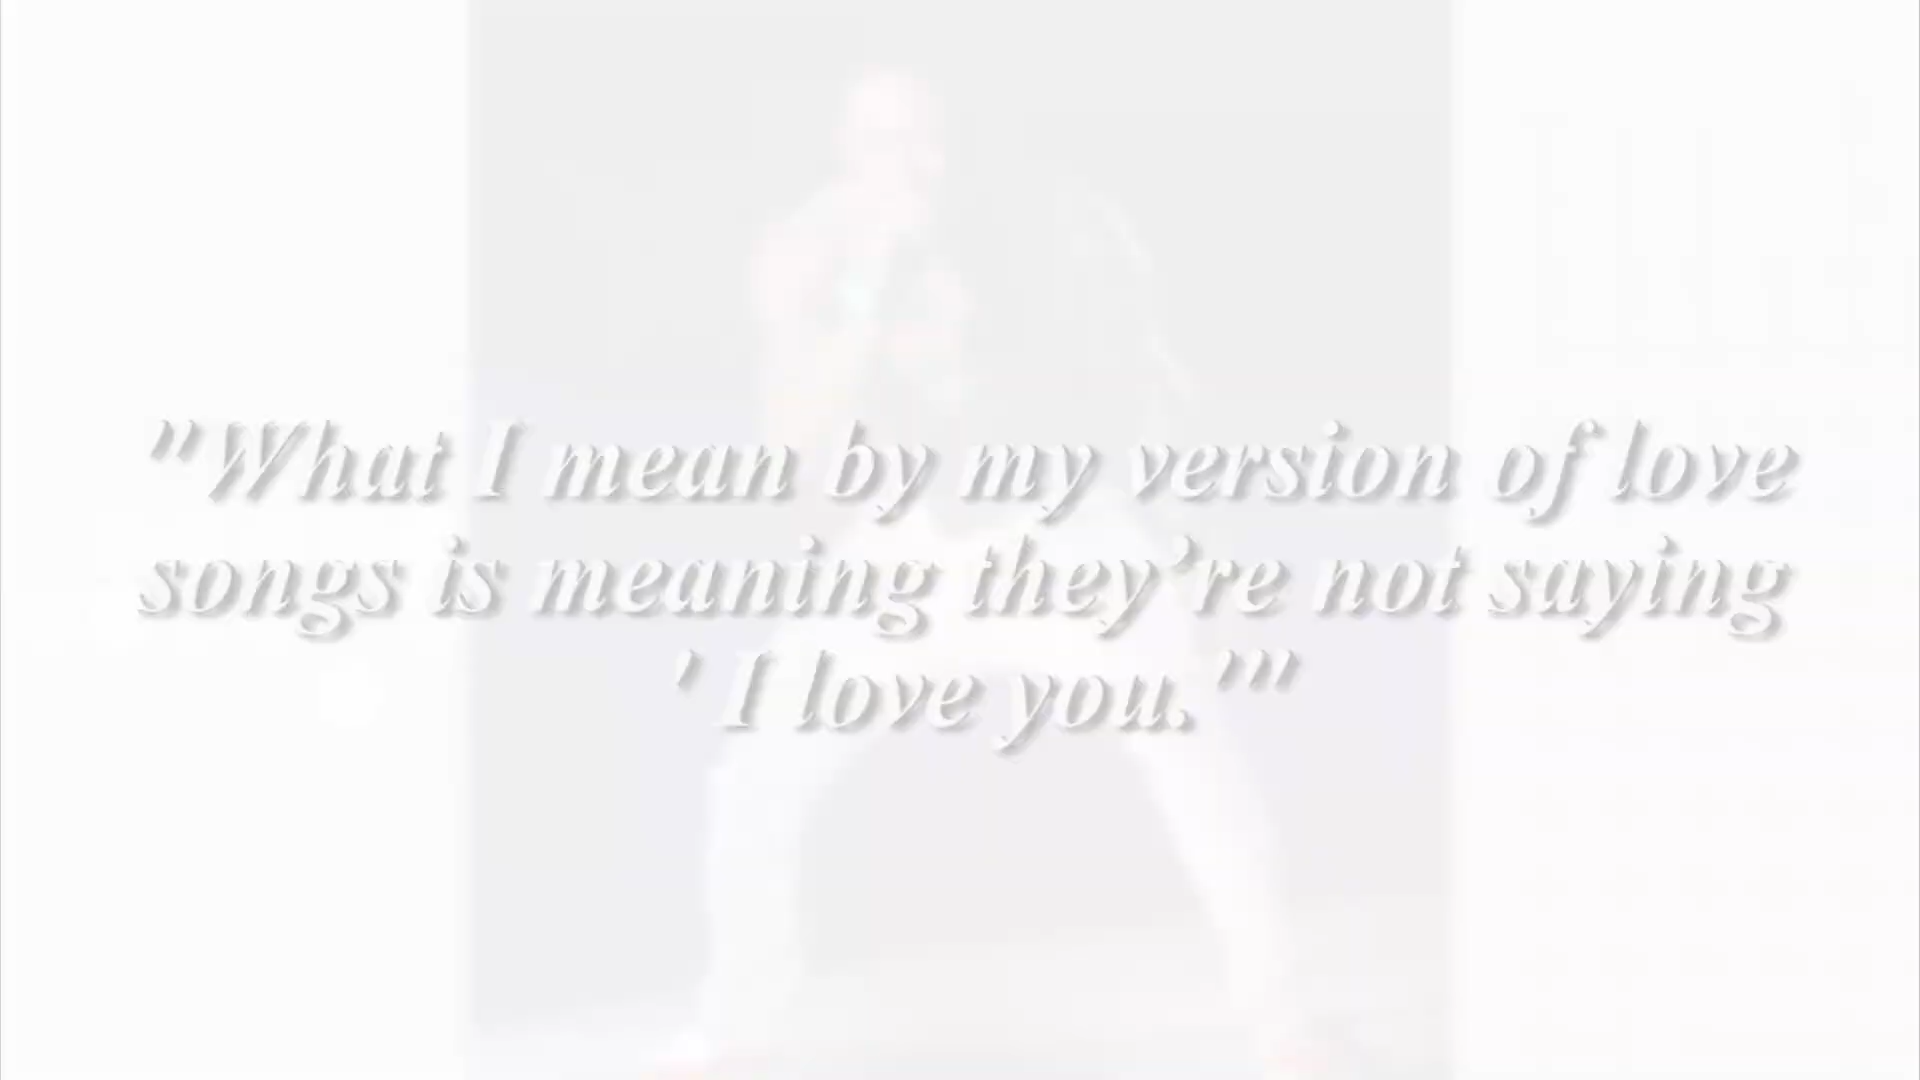 "What I mean by my version of love
songs is meaning they’re not saying
' I love you.'"